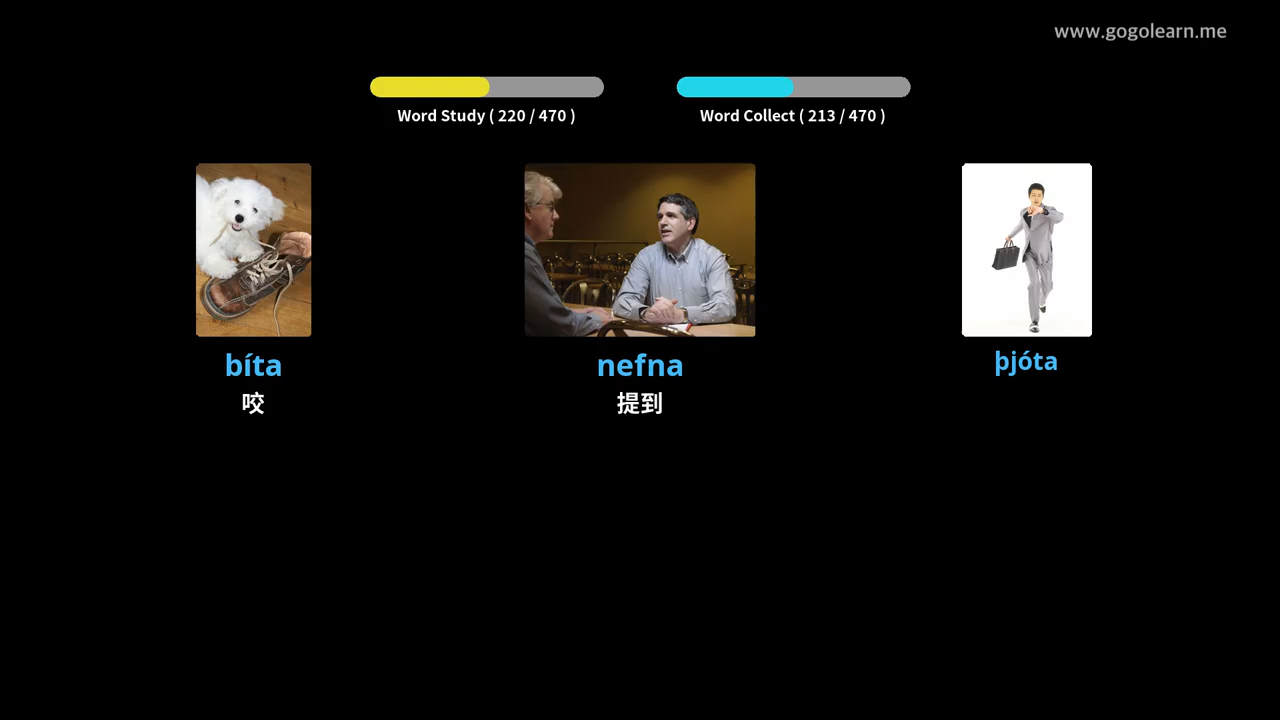 www.gogolearn.me
Word Study ( 220 / 470 )
Word Collect ( 213 / 470 )
bíta
咬
nefna
提到
þjóta